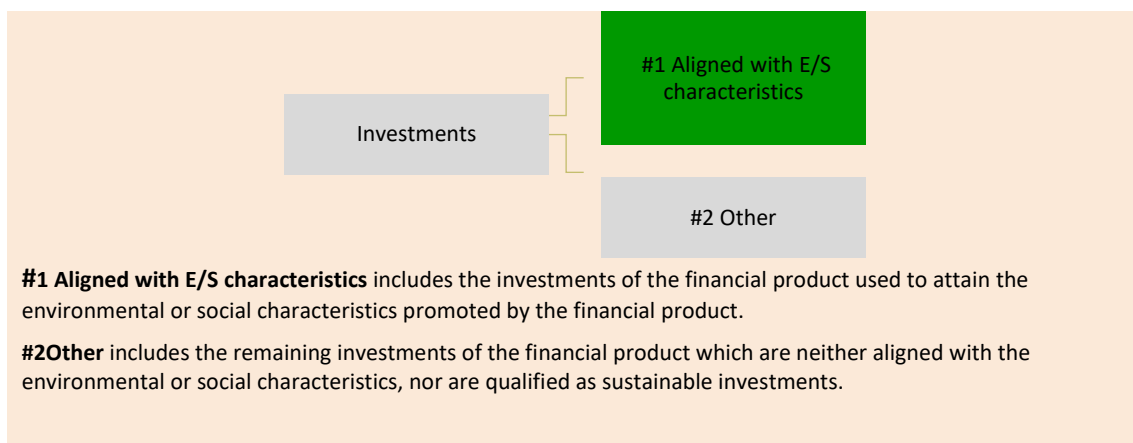 #1 Aligned with E/S
characteristics
Investments
#2 Other
#1 Aligned with E/S characteristics includes the investments of the financial product used to attain the
environmental or social characteristics promoted by the financial product.
#2Other includes the remaining investments of the financial product which are neither aligned with the
environmental or social characteristics, nor are qualified as sustainable investments.